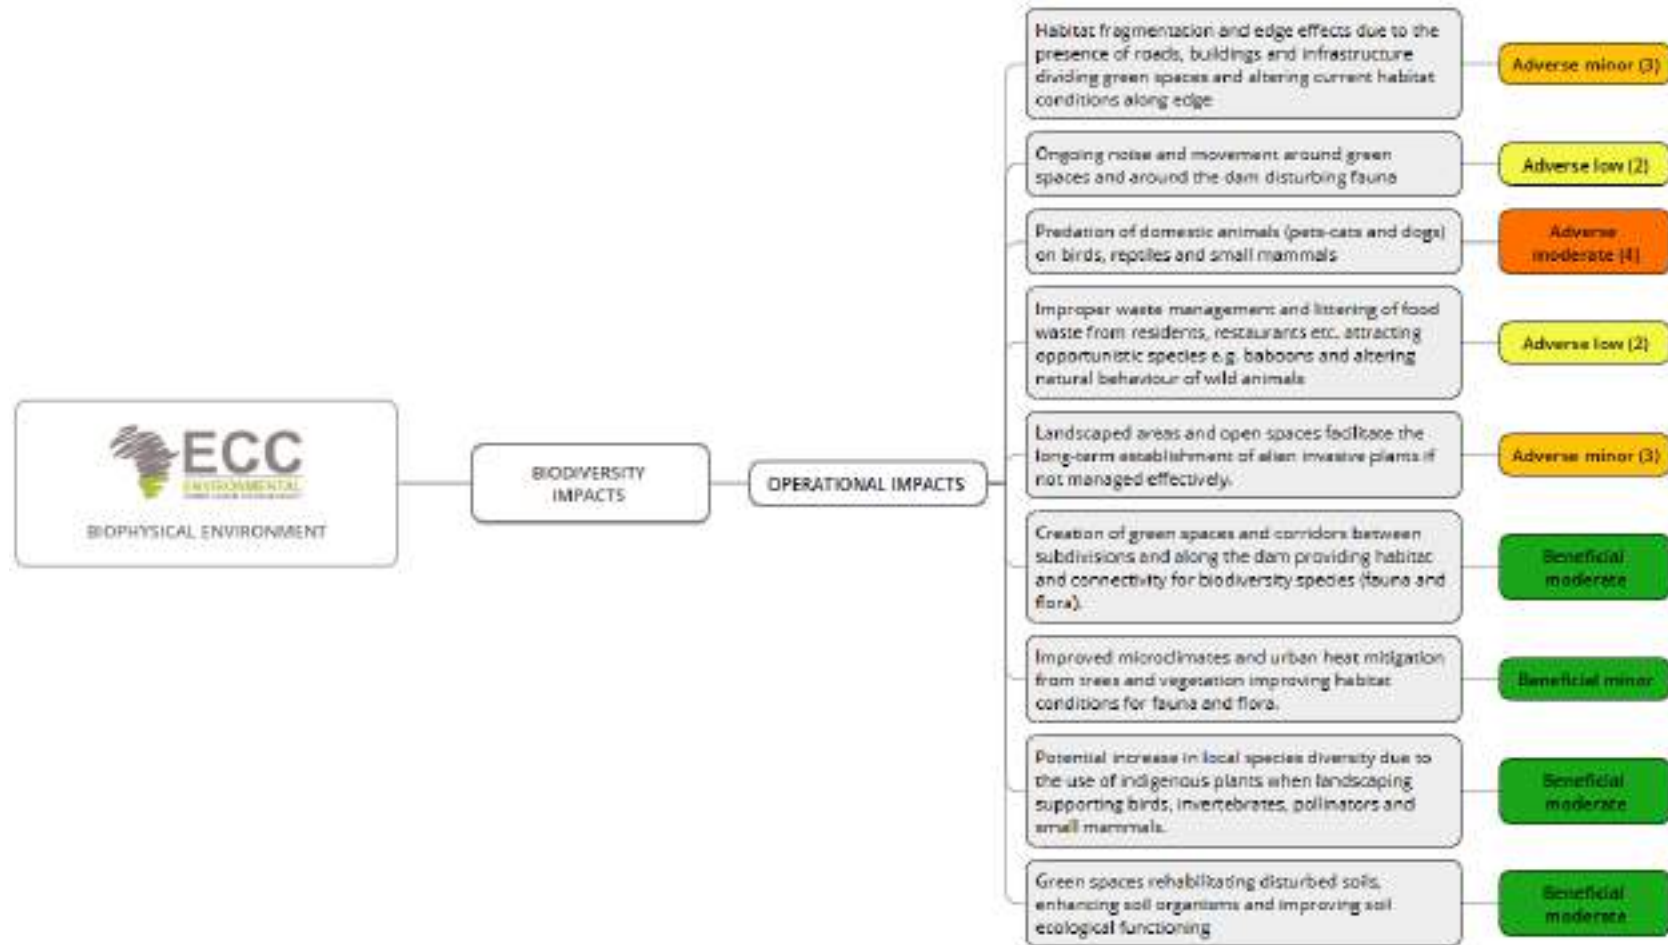 Habitat fragmentation and edge effects due to the
presence of roads, buildings and infrastructure
dividing green spaces and altering current habitat
conditions along edge
Adverse minor (3)
Ongoing noise and movement around green
spaces and around the dam disturbing fauna
Adverse low (2)
Predation of domestic animals (pets-cats and dogs)
on birds, reptiles and small mammals
Adverse
moderate (4)
Improper waste management and littering of food
waste from residents, restaurants etc. attracting
opportunistic species e.g. baboons and altering
natural behaviour of wild animals
Adverse low (2)
ECC
ENVIRONMENTAL
BIOPHYSICAL ENVIRONMENT
BIODIVERSITY
IMPACTS
OPERATIONAL IMPACTS
Landscaped areas and open spaces facilitate the
long-term establishment of alien invasive plants if
not managed effectively.
Adverse minor (3)
Creation of green spaces and corridors between
subdivisions and along the dam providing habitat
and connectivity for biodiversity species (fauna and
flora).
Beneficial
moderate
Improved microclimates and urban heat mitigation
from trees and vegetation improving habitat
conditions for fauna and flora.
Beneficial minor
Potential increase in local species diversity due to
the use of indigenous plants when landscaping
supporting birds, invertebrates, pollinators and
small mammals.
Beneficial
moderate
Green spaces rehabilitating disturbed soils,
enhancing soil organisms and improving soil
ecological functioning
Beneficial
moderate